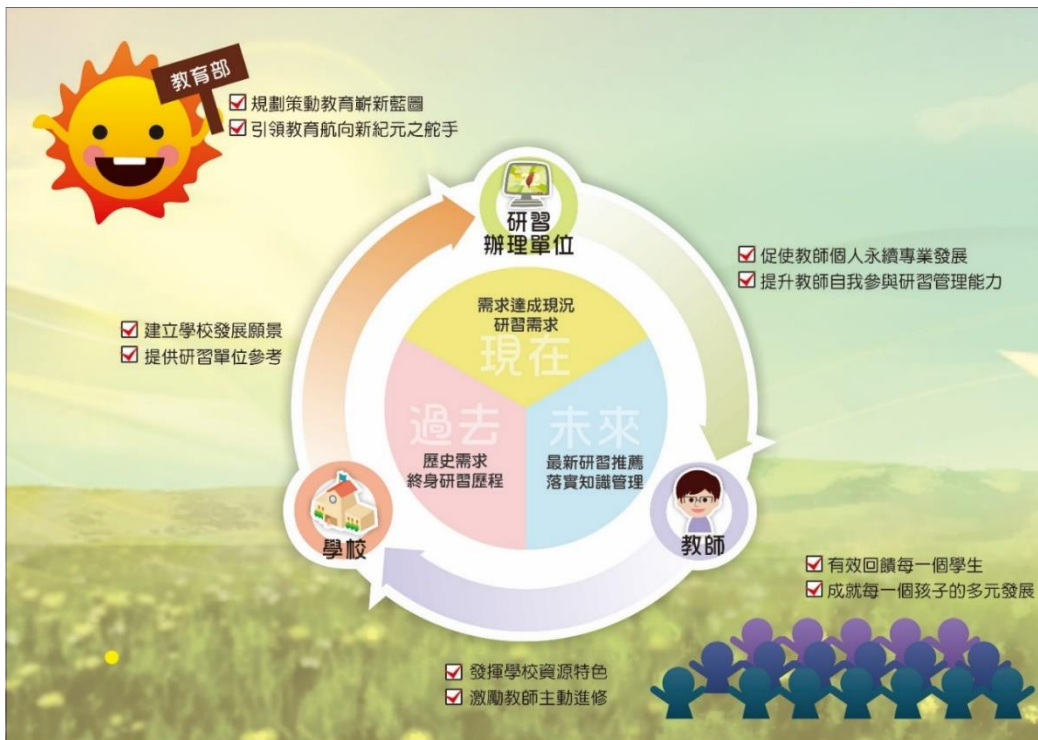 教育部
規劃策動教育嶄新藍圖
引領教育航向新紀元之舵手
研習
辦理單位
促使教師個人永續專業發展
提升教師自我參與研習管理能力
建立學校發展願景
提供研習單位參考
需求達成現況
研習需求
現在
過去
歷史需求
終身研習歷程
未來
最新研習推薦
落實知識管理
學校
教師
有效回饋每一個學生
成就每一個孩子的多元發展
發揮學校資源特色
激勵教師主動進修